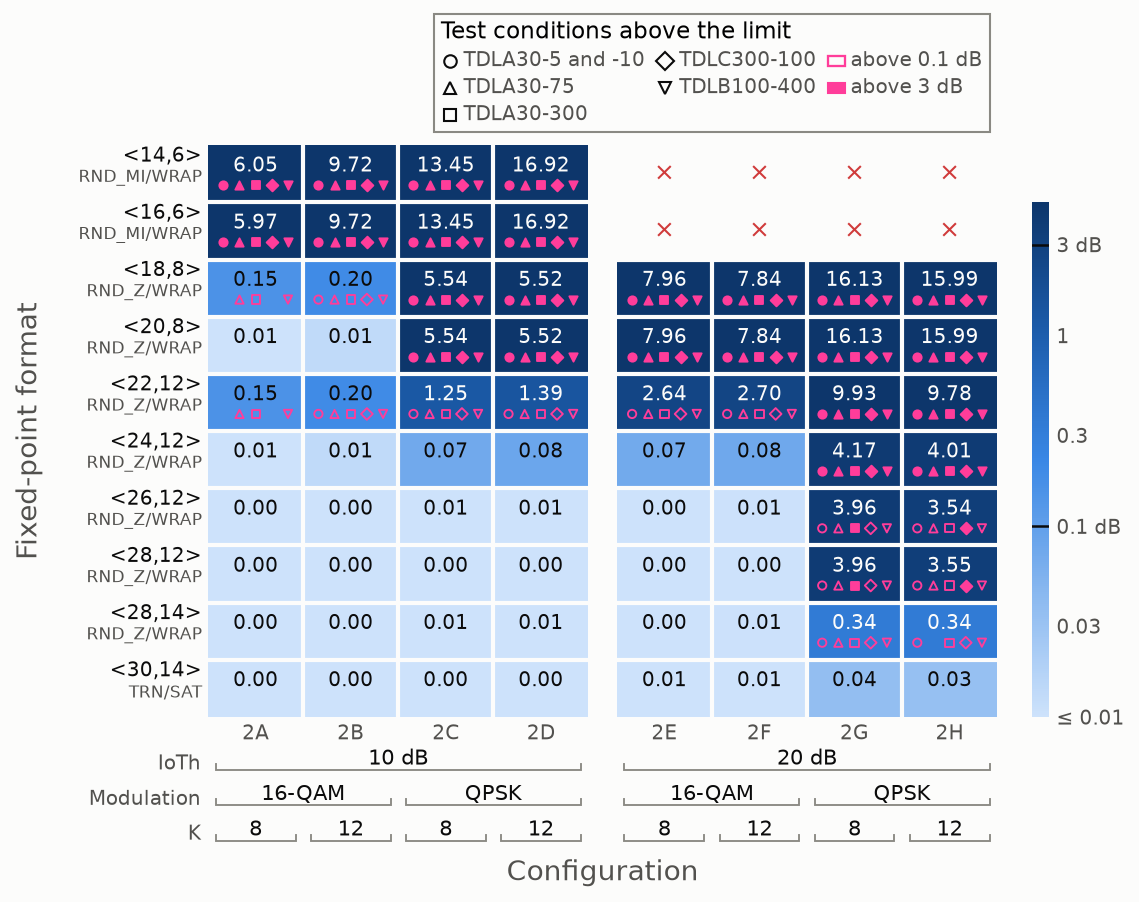 Test conditions above the limit
TDLA30-5 and -10 TDLC300-100 above 0.1 dB
TDLA30-75 TDLB100-400 above 3 dB
TDLA30-300
Fixed-point format
<14,6>
RND_MI/WRAP
6.05 9.72 13.45 16.92
<16,6>
RND_MI/WRAP
5.97 9.72 13.45 16.92
<18,8>
RND_Z/WRAP
0.15 0.20 5.54 5.52 7.96 7.84 16.13 15.99
<20,8>
RND_Z/WRAP
0.01 0.01 5.54 5.52 7.96 7.84 16.13 15.99
<22,12>
RND_Z/WRAP
0.15 0.20 1.25 1.39 2.64 2.70 9.93 9.78
<24,12>
RND_Z/WRAP
0.01 0.01 0.07 0.08 0.07 0.08 4.17 4.01
<26,12>
RND_Z/WRAP
0.00 0.00 0.01 0.01 0.00 0.01 3.96 3.54
<28,12>
RND_Z/WRAP
0.00 0.00 0.00 0.00 0.00 0.00 3.96 3.55
<28,14>
RND_Z/WRAP
0.00 0.00 0.01 0.01 0.00 0.01 0.34 0.34
<30,14>
TRN/SAT
0.00 0.00 0.00 0.00 0.01 0.01 0.04 0.03
2A 2B 2C 2D 2E 2F 2G 2H
IoTh 10 dB 20 dB
Modulation 16-QAM QPSK 16-QAM QPSK
K 8 12 8 12 8 12 8 12
Configuration
3 dB
1
0.3
0.1 dB
0.03
≤ 0.01